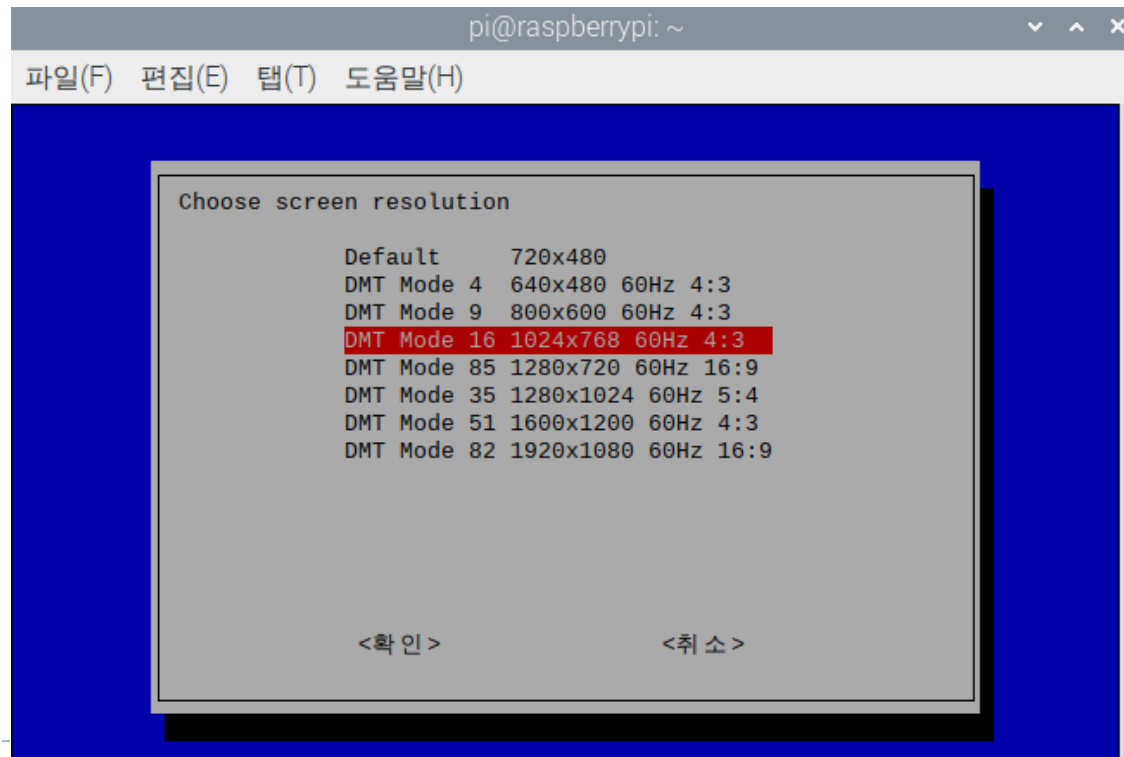 pi@raspberrypi: ~
파일(F) 편집(E) 탭(T) 도움말(H)
Choose screen resolution
Default 720x480
DMT Mode 4 640x480 60Hz 4:3
DMT Mode 9 800x600 60Hz 4:3
DMT Mode 16 1024x768 60Hz 4:3
DMT Mode 85 1280x720 60Hz 16:9
DMT Mode 35 1280x1024 60Hz 5:4
DMT Mode 51 1600x1200 60Hz 4:3
DMT Mode 82 1920x1080 60Hz 16:9
<확인> <취소>